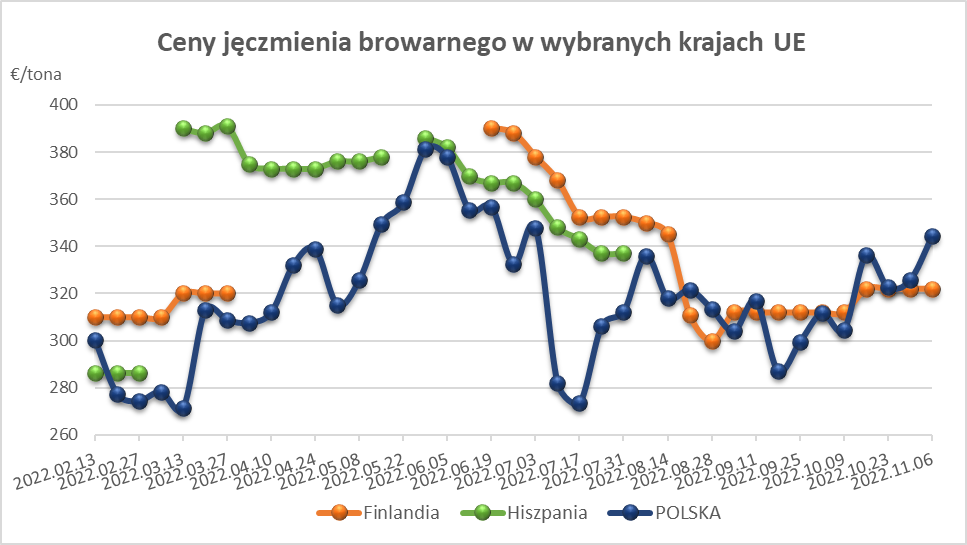 Ceny jęczmienia browarnego w wybranych krajach UE
€/tona
400
380
360
340
320
300
280
260
2022.02.13 2022.02.27 2022.03.13 2022.03.27 2022.04.10 2022.04.24 2022.05.08 2022.05.22 2022.06.05 2022.06.19 2022.07.03 2022.07.17 2022.07.31 2022.08.14 2022.08.28 2022.09.11 2022.09.25 2022.10.09 2022.10.23 2022.11.06
Finlandia Hiszpania POLSKA